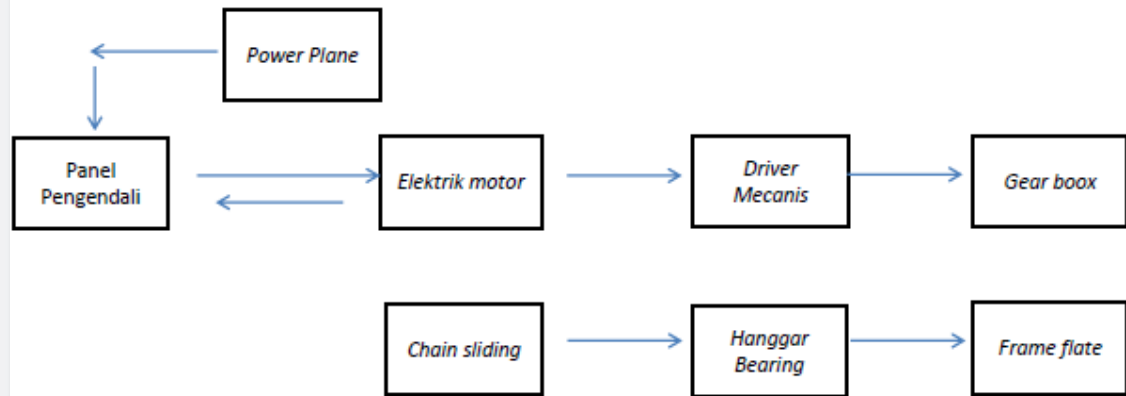 Power Plane
Panel
Pengendali
Elektrik motor
Driver
Mecanis
Gear boox
Chain sliding
Hanggar
Bearing
Frame flate